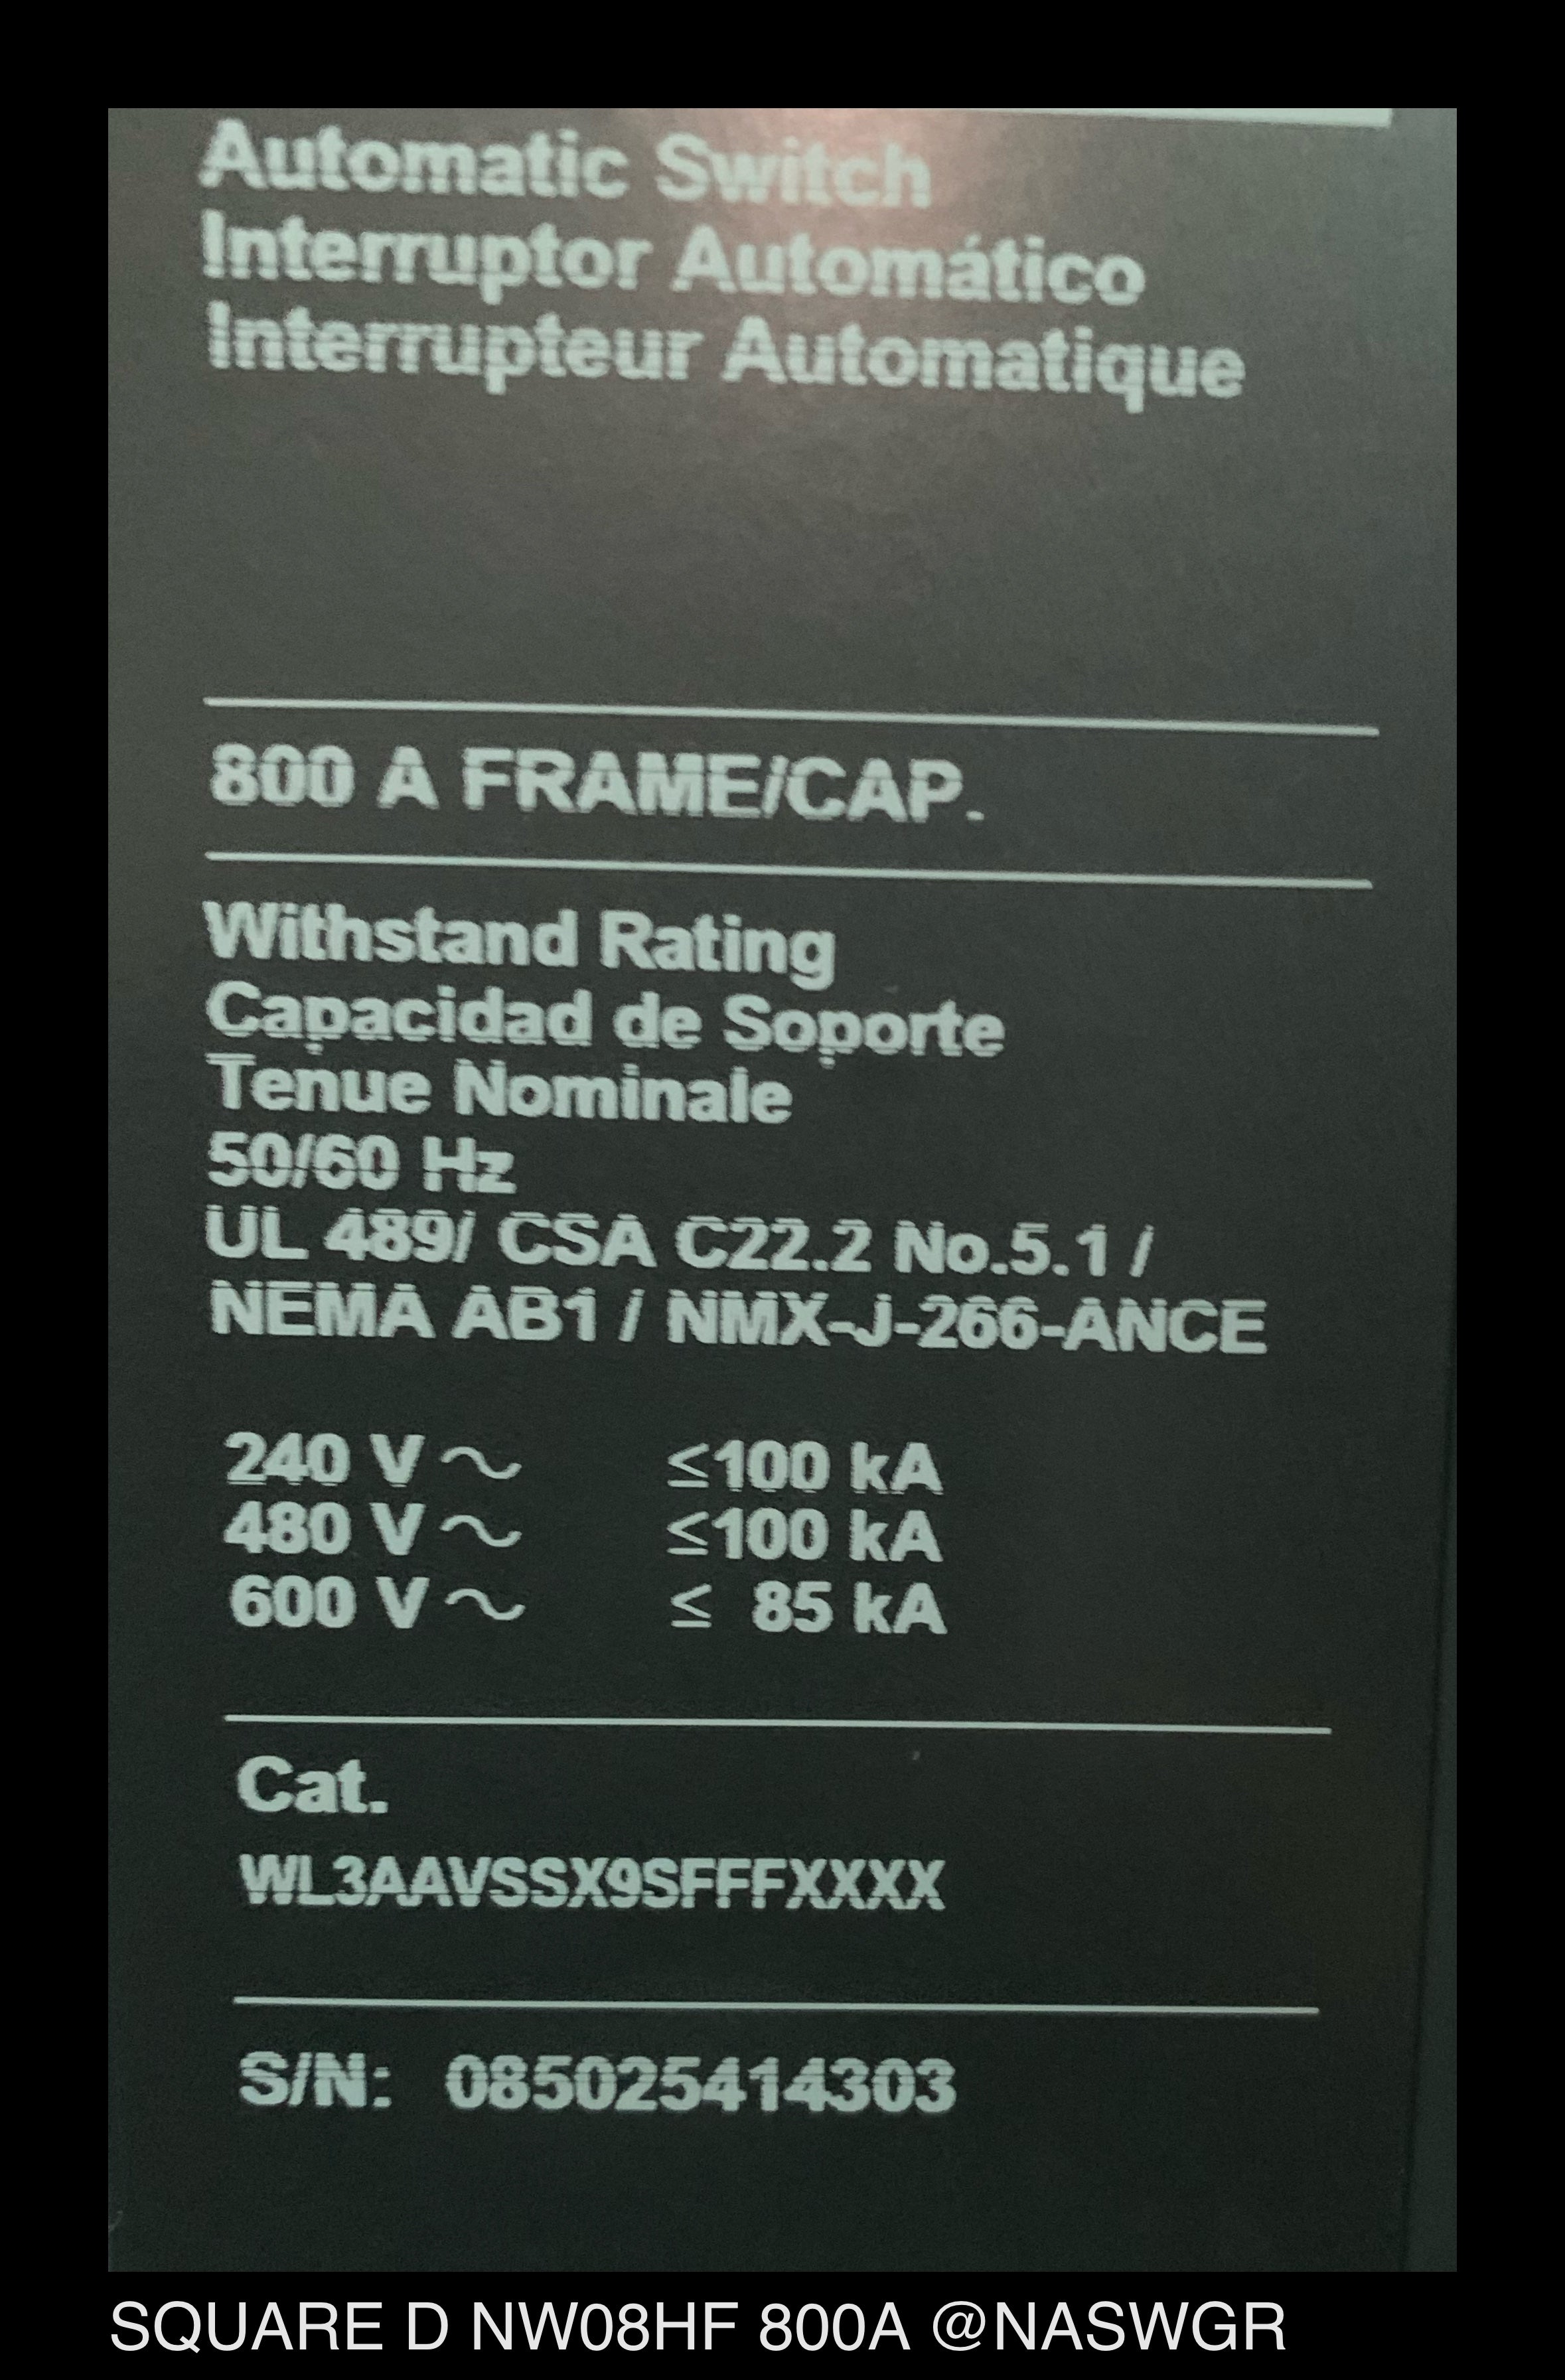 Automatic Switch
Interruptor Automático
Interrupteur Automatique
800 A FRAME/CAP.
Withstand Rating
Capacidad de Soporte
Tenue Nominale
50/60 Hz
UL 489/ CSA C22.2 No.5.1 /
NEMA AB1 / NMX-J-266-ANCE
240 V ~ ≤100 kA
480 V ~ ≤100 kA
600 V ~ ≤ 85 kA
Cat.
WL3AAVSSX9SFFFXXXX
S/N: 085025414303
SQUARE D NW08HF 800A @NASWGR